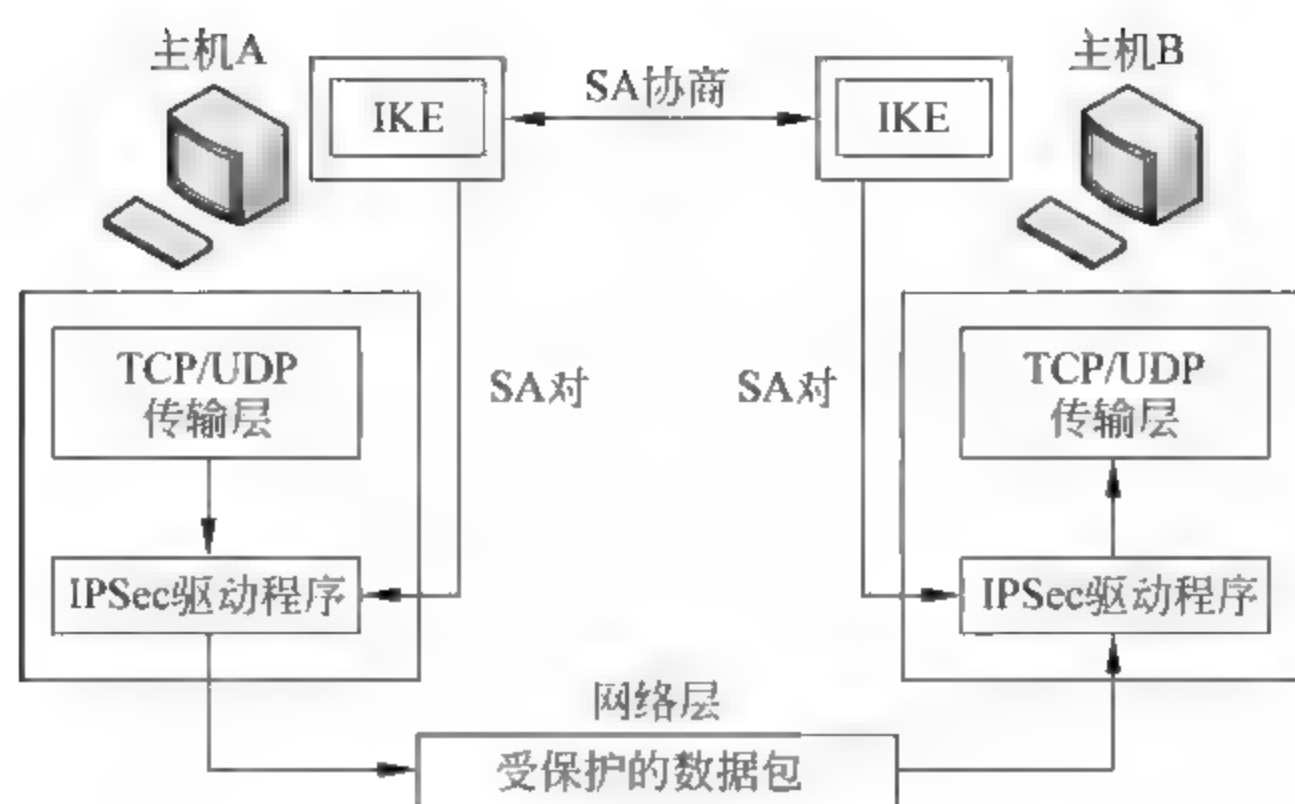 主机A
主机B
IKE
SA协商
IKE
TCP/UDP
传输层
SA对
SA对
TCP/UDP
传输层
IPSec驱动程序
IPSec驱动程序
网络层
受保护的数据包